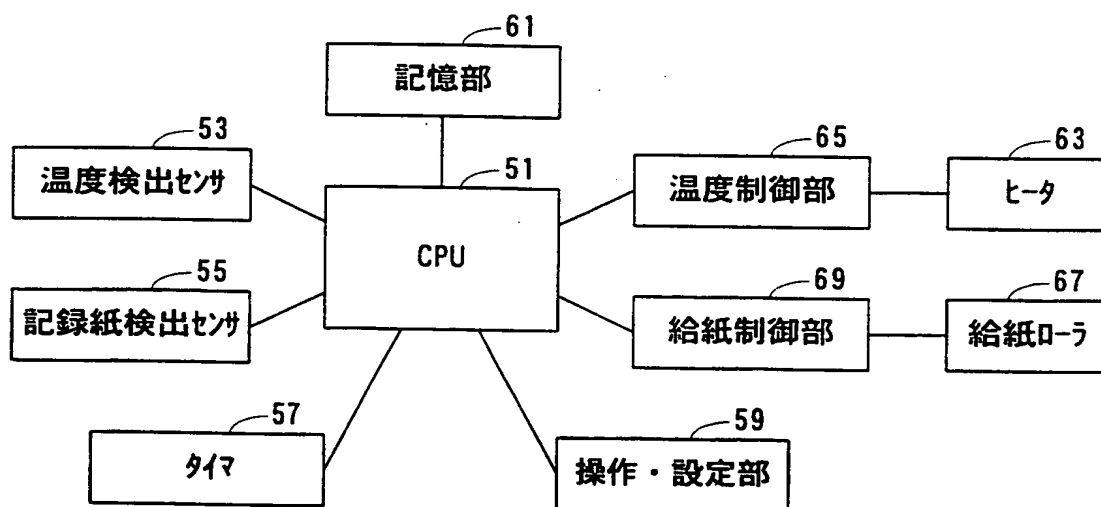 61
記憶部
53
温度検出センサ
51
CPU
65
温度制御部
63
ヒータ
55
記録紙検出センサ
69
給紙制御部
67
給紙ローラ
57
タイマ
59
操作・設定部